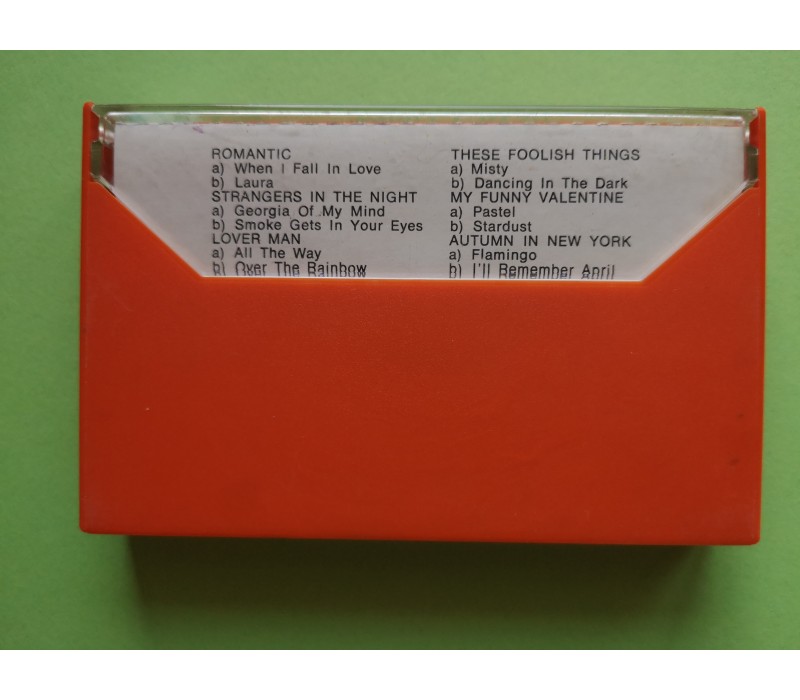 ROMANTIC
a) When I Fall In Love
b) Laura
STRANGERS IN THE NIGHT
a) Georgia Of My Mind
b) Smoke Gets In Your Eyes
LOVER MAN
a) All The Way
b) Over The Rainbow
THESE FOOLISH THINGS
a) Misty
b) Dancing In The Dark
MY FUNNY VALENTINE
a) Pastel
b) Stardust
AUTUMN IN NEW YORK
a) Flamingo
b) I'll Remember April